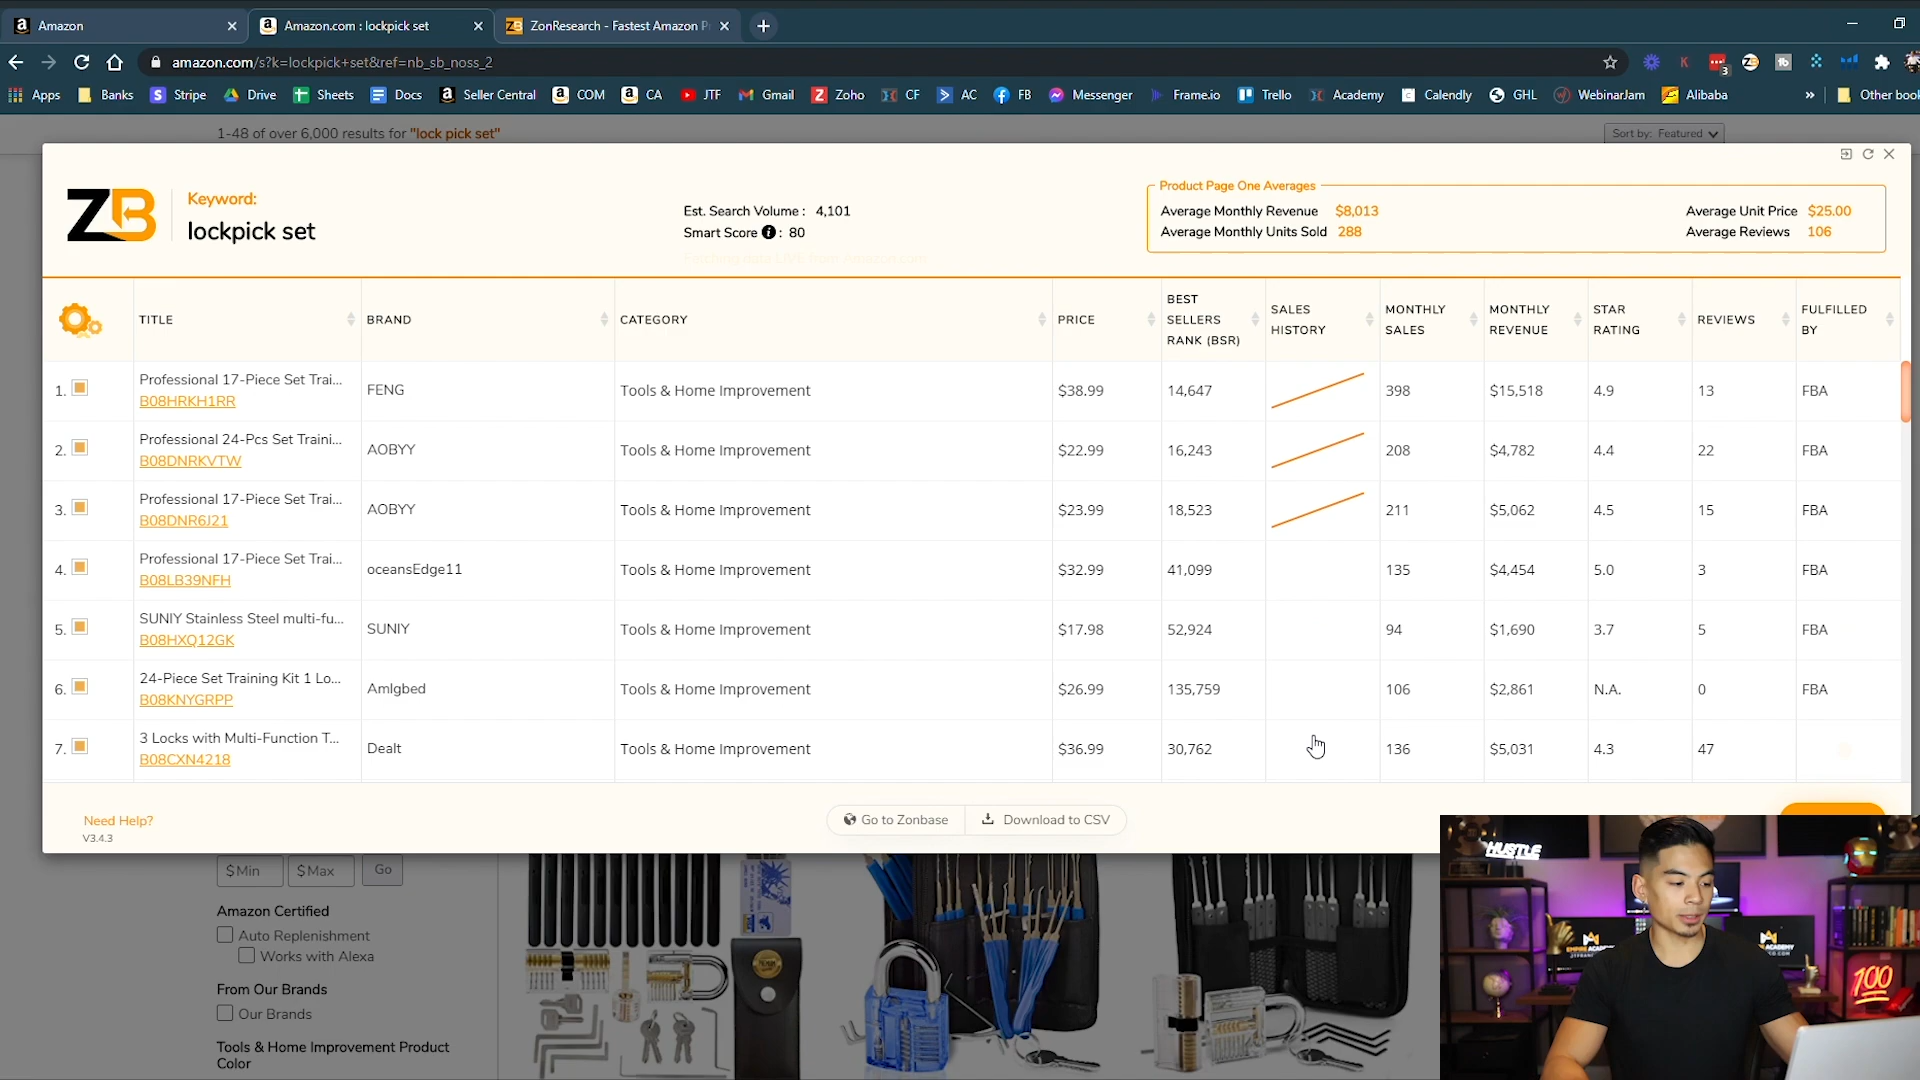 Amazon
Amazon.com : lockpick set
ZonResearch - Fastest Amazon P
amazon.com/s?k=lockpick+set&ref=nb_sb_noss_2
Apps Banks Stripe Drive Sheets Docs Seller Central COM CA JTF Gmail Zoho CF AC FB Messenger Frame.io Trello Academy Calendly GHL WebinarJam Alibaba » Other book
1-48 of over 6,000 results for "lock pick set"
Sort by: Featured
ZB
Keyword:
lockpick set
Est. Search Volume : 4,101
Smart Score : 80
Product Page One Averages
Average Monthly Revenue $8,013
Average Unit Price $25.00
Average Monthly Units Sold 288
Average Reviews 106
TITLE BRAND CATEGORY PRICE BEST SELLERS RANK (BSR) SALES HISTORY MONTHLY SALES MONTHLY REVENUE STAR RATING REVIEWS FULFILLED BY
1. Professional 17-Piece Set Trai... FENG Tools & Home Improvement $38.99 14,647 398 $15,518 4.9 13 FBA
B08HRKH1RR
2. Professional 24-Pcs Set Traini... AOBYY Tools & Home Improvement $22.99 16,243 208 $4,782 4.4 22 FBA
B08DNRKVTW
3. Professional 17-Piece Set Trai... AOBYY Tools & Home Improvement $23.99 18,523 211 $5,062 4.5 15 FBA
B08DNR6J21
4. Professional 17-Piece Set Trai... oceansEdge11 Tools & Home Improvement $32.99 41,099 135 $4,454 5.0 3 FBA
B08LB39NFH
5. SUNIY Stainless Steel multi-fu... SUNIY Tools & Home Improvement $17.98 52,924 94 $1,690 3.7 5 FBA
B08HXQ12GK
6. 24-Piece Set Training Kit 1 Lo... Amlgbed Tools & Home Improvement $26.99 135,759 106 $2,861 N.A. 0 FBA
B08KNYGRPP
7. 3 Locks with Multi-Function T... Dealt Tools & Home Improvement $36.99 30,762 136 $5,031 4.3 47
B08CXN4218
Need Help?
V3.4.3
Go to Zonbase
Download to CSV
$ Min $ Max Go
Amazon Certified
Auto Replenishment
Works with Alexa
From Our Brands
Our Brands
Tools & Home Improvement Product
Color
HUSTLE
EMPIRE ACADEMY
ACADEMY
100